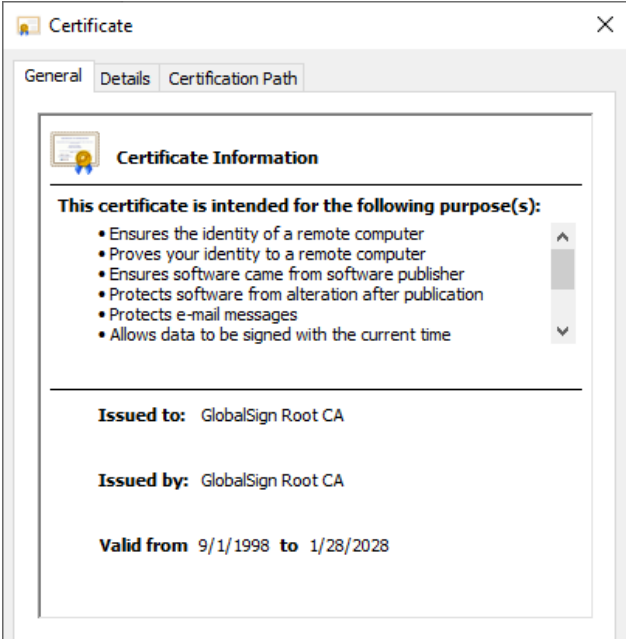 Certificate
General Details Certification Path
Certificate Information
This certificate is intended for the following purpose(s):
• Ensures the identity of a remote computer
• Proves your identity to a remote computer
• Ensures software came from software publisher
• Protects software from alteration after publication
• Protects e-mail messages
• Allows data to be signed with the current time
Issued to: GlobalSign Root CA
Issued by: GlobalSign Root CA
Valid from 9/1/1998 to 1/28/2028